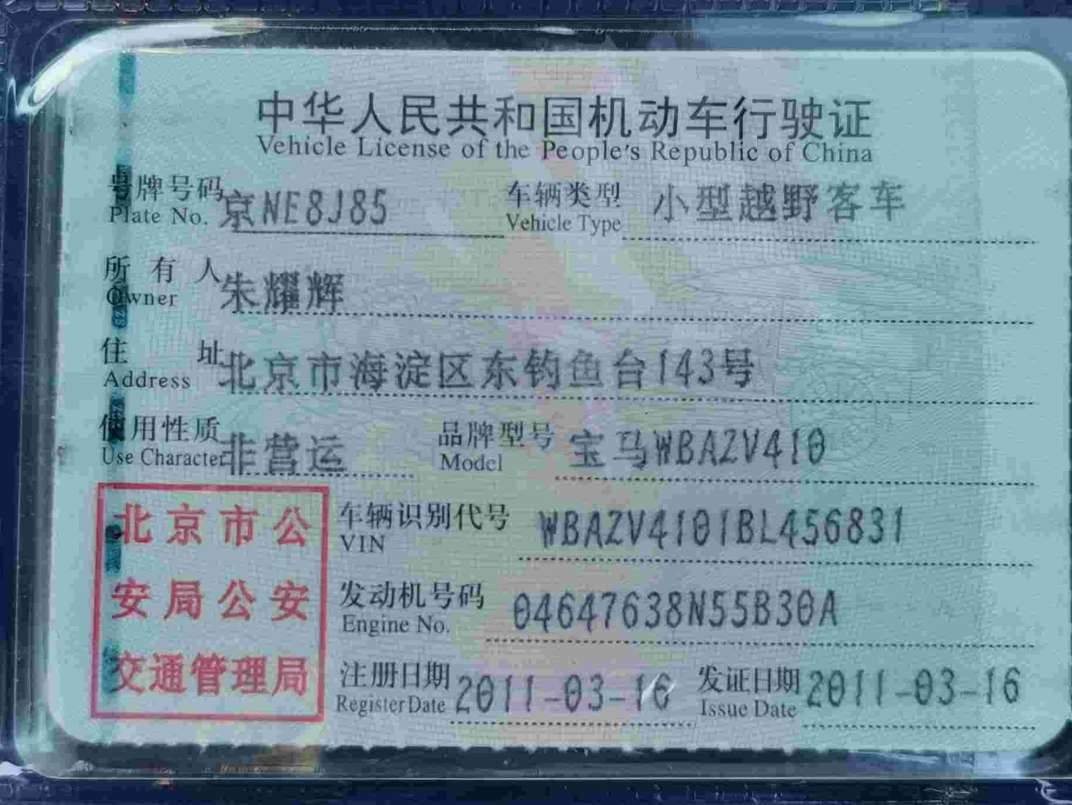 中华人民共和国机动车行驶证
Vehicle License of the People's Republic of China
号牌号码 京NE8J85 车辆类型 小型越野客车
Plate No. Vehicle Type
所有人 朱耀辉
Owner
住址 北京市海淀区东钓鱼台143号
Address
使用性质 非营运 品牌型号 宝马WBAZV410
Use Character Model
北京市公
安局公安
交通管理局
车辆识别代号 WBAZV4101BL456831
VIN
发动机号码 04647638N55B30A
Engine No.
注册日期 2011-03-16 发证日期 2011-03-16
Register Date Issue Date